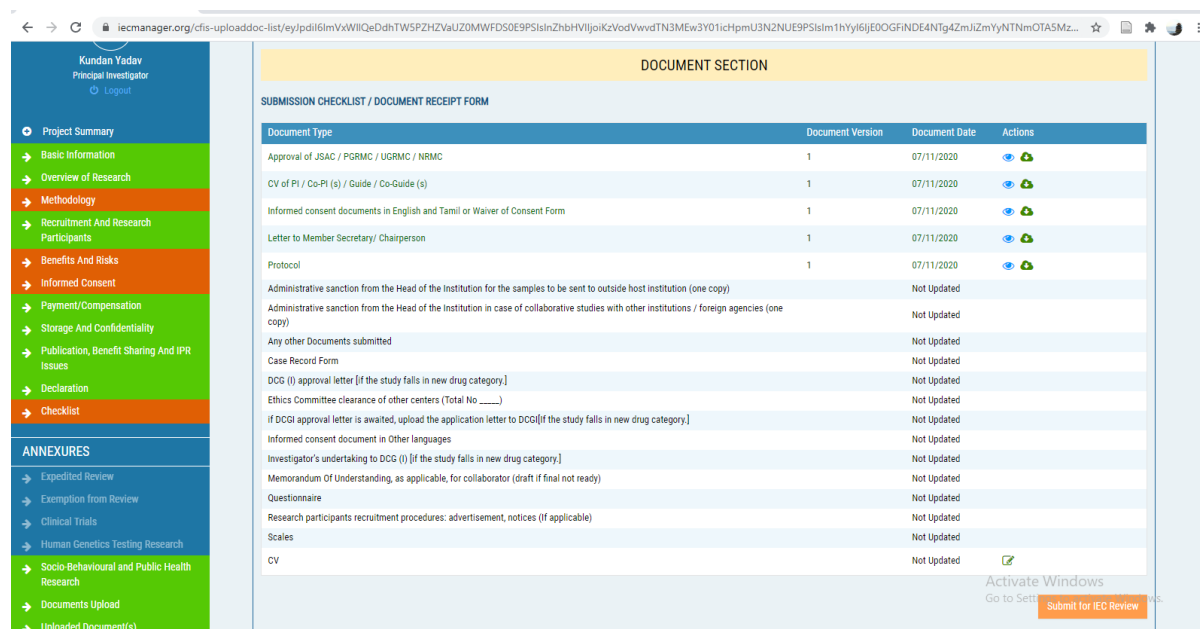 iecmanager.org/cfis-uploaddoc-list/
Kundan Yadav
Principal Investigator
Logout
Project Summary
Basic Information
Overview of Research
Methodology
Recruitment And Research
Participants
Benefits And Risks
Informed Consent
Payment/Compensation
Storage And Confidentiality
Publication, Benefit Sharing And IPR
Issues
Declaration
Checklist
ANNEXURES
Expedited Review
Exemption from Review
Clinical Trials
Human Genetics Testing Research
Socio-Behavioural and Public Health
Research
Documents Upload
Uploaded Document(s)
DOCUMENT SECTION
SUBMISSION CHECKLIST / DOCUMENT RECEIPT FORM
Document Type Document Version Document Date Actions
Approval of JSAC / PGRMC / UGRMC / NRMC 1 07/11/2020
CV of PI / Co-PI (s) / Guide / Co-Guide (s) 1 07/11/2020
Informed consent documents in English and Tamil or Waiver of Consent Form 1 07/11/2020
Letter to Member Secretary/ Chairperson 1 07/11/2020
Protocol 1 07/11/2020
Administrative sanction from the Head of the Institution for the samples to be sent to outside host institution (one copy) Not Updated
Administrative sanction from the Head of the Institution in case of collaborative studies with other institutions / foreign agencies (one
copy) Not Updated
Any other Documents submitted Not Updated
Case Record Form Not Updated
DCG (I) approval letter [if the study falls in new drug category.] Not Updated
Ethics Committee clearance of other centers (Total No _____) Not Updated
if DCGI approval letter is awaited, upload the application letter to DCGI[If the study falls in new drug category.] Not Updated
Informed consent document in Other languages Not Updated
Investigator's undertaking to DCG (I) [if the study falls in new drug category.] Not Updated
Memorandum Of Understanding, as applicable, for collaborator (draft if final not ready) Not Updated
Questionnaire Not Updated
Research participants recruitment procedures: advertisement, notices (If applicable) Not Updated
Scales Not Updated
CV Not Updated
Activate Windows
Go to
Submit for IEC Review